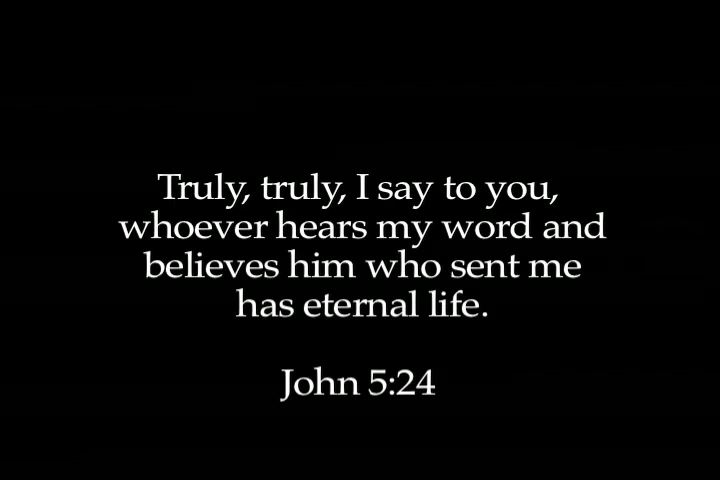 Truly, truly, I say to you,
whoever hears my word and
believes him who sent me
has eternal life.
John 5:24